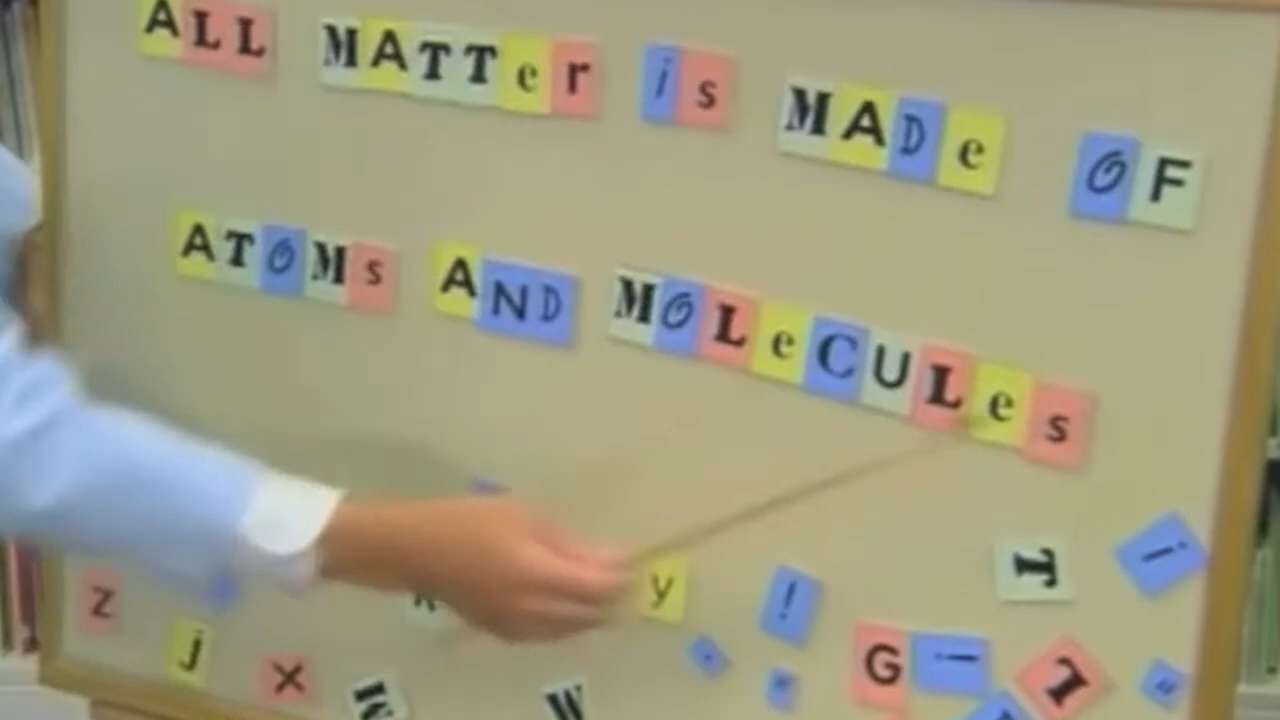 ALL MATTer is MADe OF
ATOMs AND MOLeCULes
T i
y !
z j x G